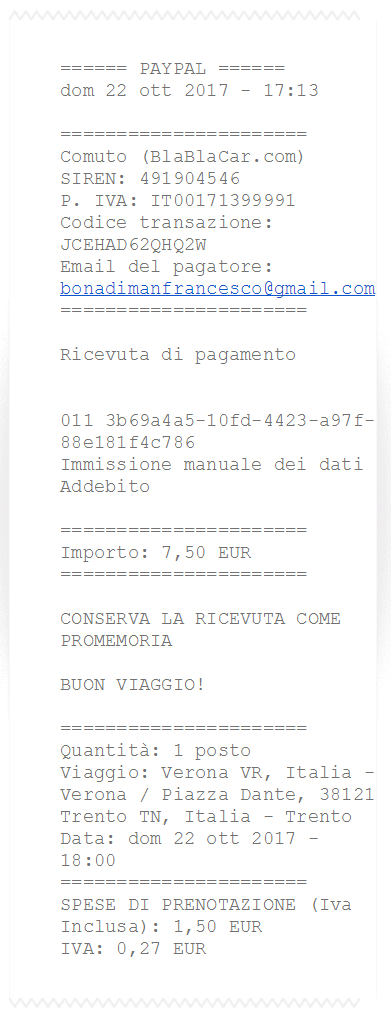 ====== PAYPAL ======
dom 22 ott 2017 - 17:13
======================
Comuto (BlaBlaCar.com)
SIREN: 491904546
P. IVA: IT00171399991
Codice transazione:
JCEHAD62QHQ2W
Email del pagatore:
bonadimanfrancesco@gmail.com
======================
Ricevuta di pagamento
011 3b69a4a5-10fd-4423-a97f-
88e181f4c786
Immissione manuale dei dati
Addebito
======================
Importo: 7,50 EUR
======================
CONSERVA LA RICEVUTA COME
PROMEMORIA
BUON VIAGGIO!
======================
Quantità: 1 posto
Viaggio: Verona VR, Italia -
Verona / Piazza Dante, 38121
Trento TN, Italia - Trento
Data: dom 22 ott 2017 -
18:00
======================
SPESE DI PRENOTAZIONE (Iva
Inclusa): 1,50 EUR
IVA: 0,27 EUR